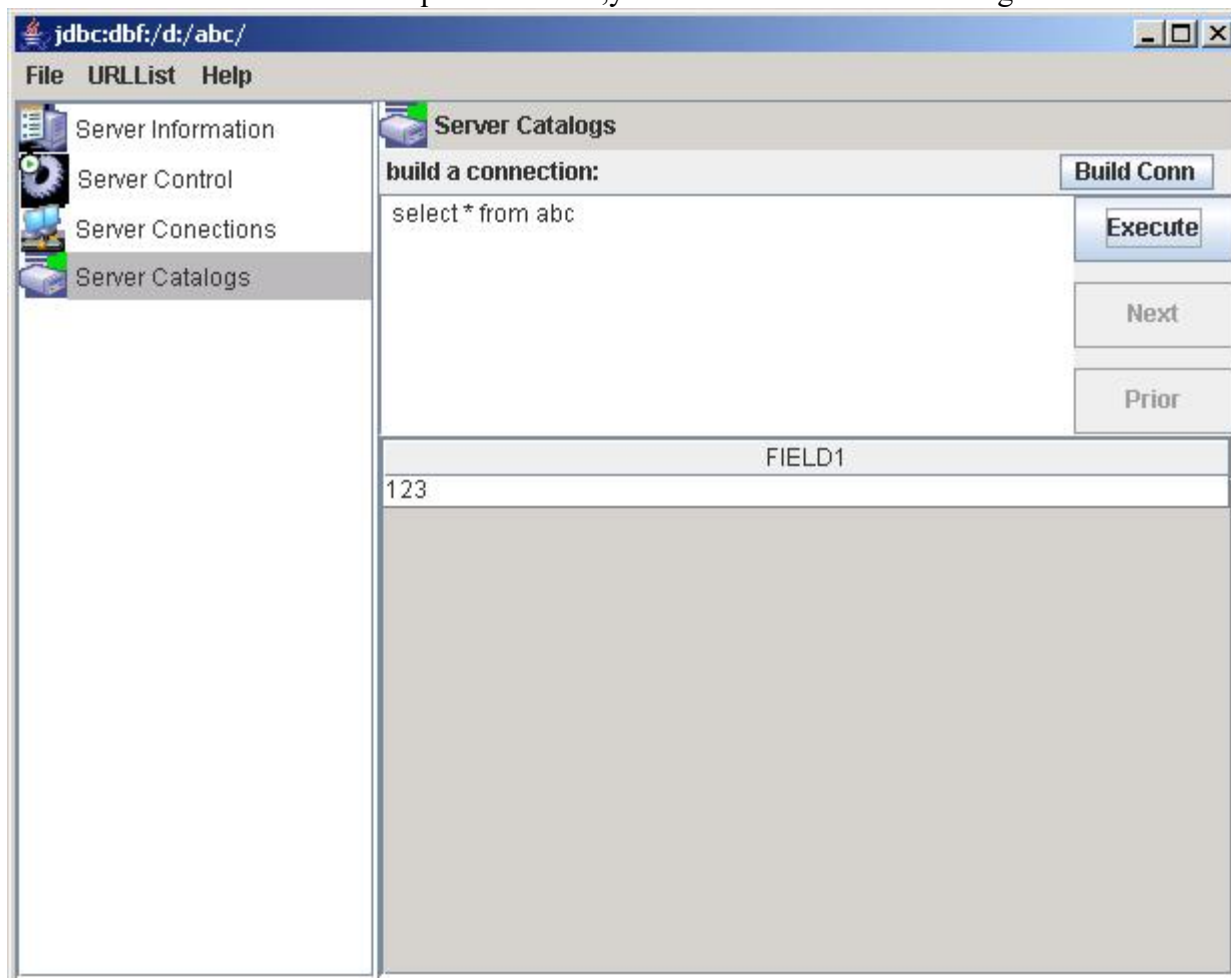 jdbc:dbf:/d:/abc/
File URLList Help
Server Information
Server Control
Server Conections
Server Catalogs
Server Catalogs
build a connection:
Build Conn
select * from abc
Execute
Next
Prior
FIELD1
123